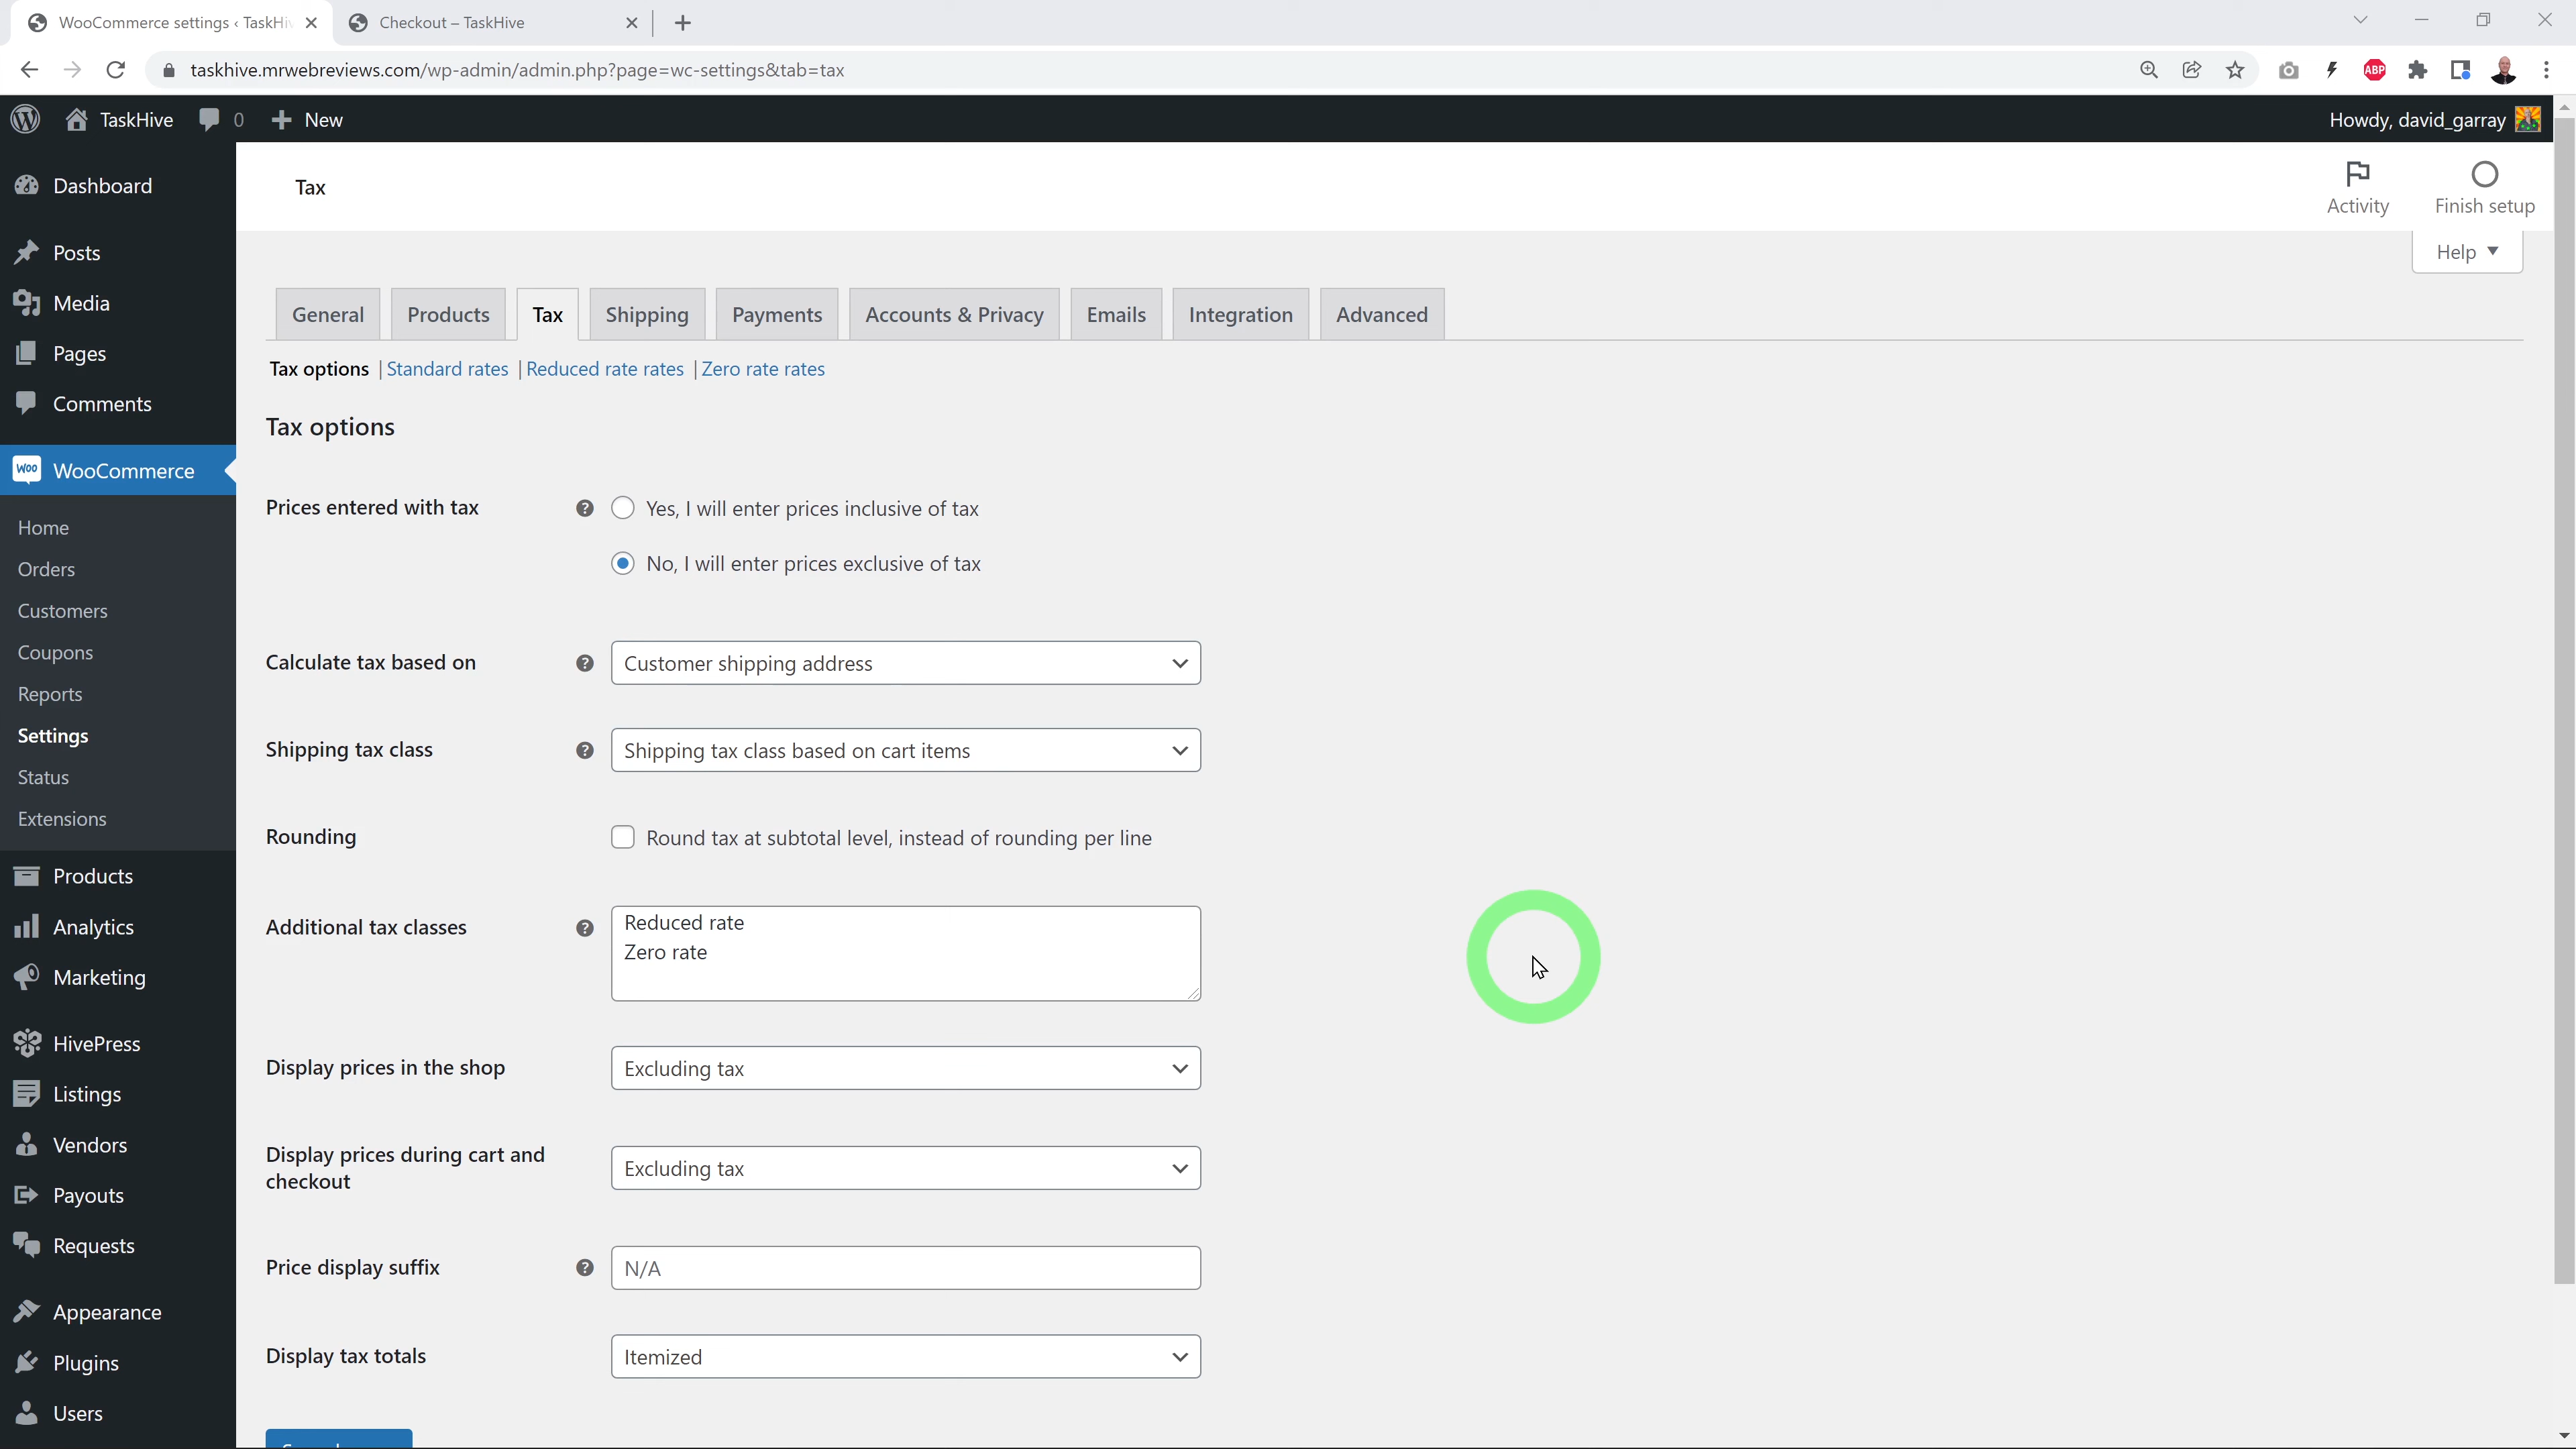 WooCommerce settings ‹ TaskHi
Checkout – TaskHive
taskhive.mrwebreviews.com/wp-admin/admin.php?page=wc-settings&tab=tax
ABP
TaskHive
0
New
Howdy, david_garray
Dashboard
Posts
Media
Pages
Comments
WOO WooCommerce
Home
Orders
Customers
Coupons
Reports
Settings
Status
Extensions
Products
Analytics
Marketing
HivePress
Listings
Vendors
Payouts
Requests
Appearance
Plugins
Users
Tax
Activity
Finish setup
Help
General Products Tax Shipping Payments Accounts & Privacy Emails Integration Advanced
Tax options | Standard rates | Reduced rate rates | Zero rate rates
Tax options
Prices entered with tax
? Yes, I will enter prices inclusive of tax
No, I will enter prices exclusive of tax
Calculate tax based on ? Customer shipping address
Shipping tax class ? Shipping tax class based on cart items
Rounding Round tax at subtotal level, instead of rounding per line
Additional tax classes ? Reduced rate
Zero rate
Display prices in the shop Excluding tax
Display prices during cart and
checkout
Excluding tax
Price display suffix ? N/A
Display tax totals Itemized